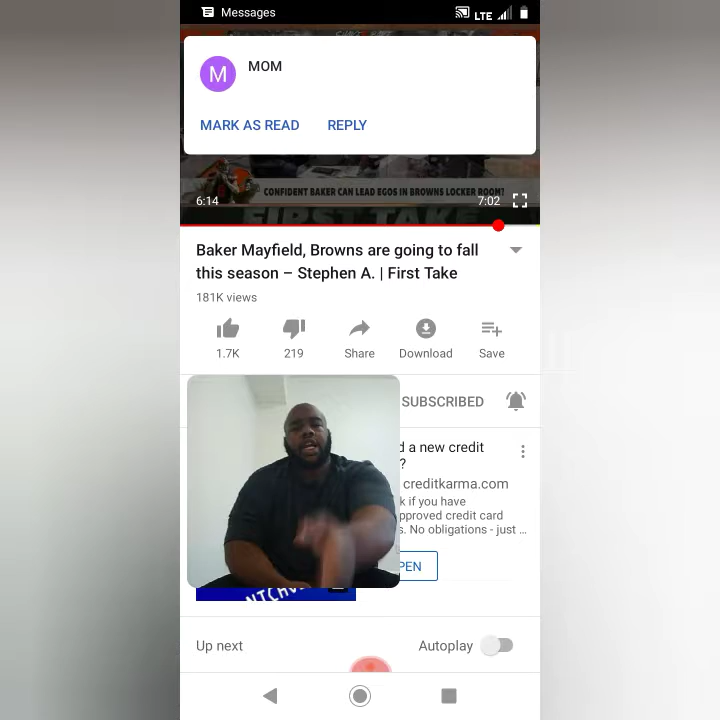 Messages
LTE
M
MOM
MARK AS READ
REPLY
CONFIDENT BAKER CAN LEAD EGOS IN BROWNS LOCKER ROOM?
6:14
7:02
FIRST TAKE
Baker Mayfield, Browns are going to fall
this season – Stephen A. | First Take
181K views
1.7K
219
Share
Download
Save
SUBSCRIBED
d a new credit
?
creditkarma.com
k if you have
pproved credit card
s. No obligations - just ...
PEN
Up next
Autoplay